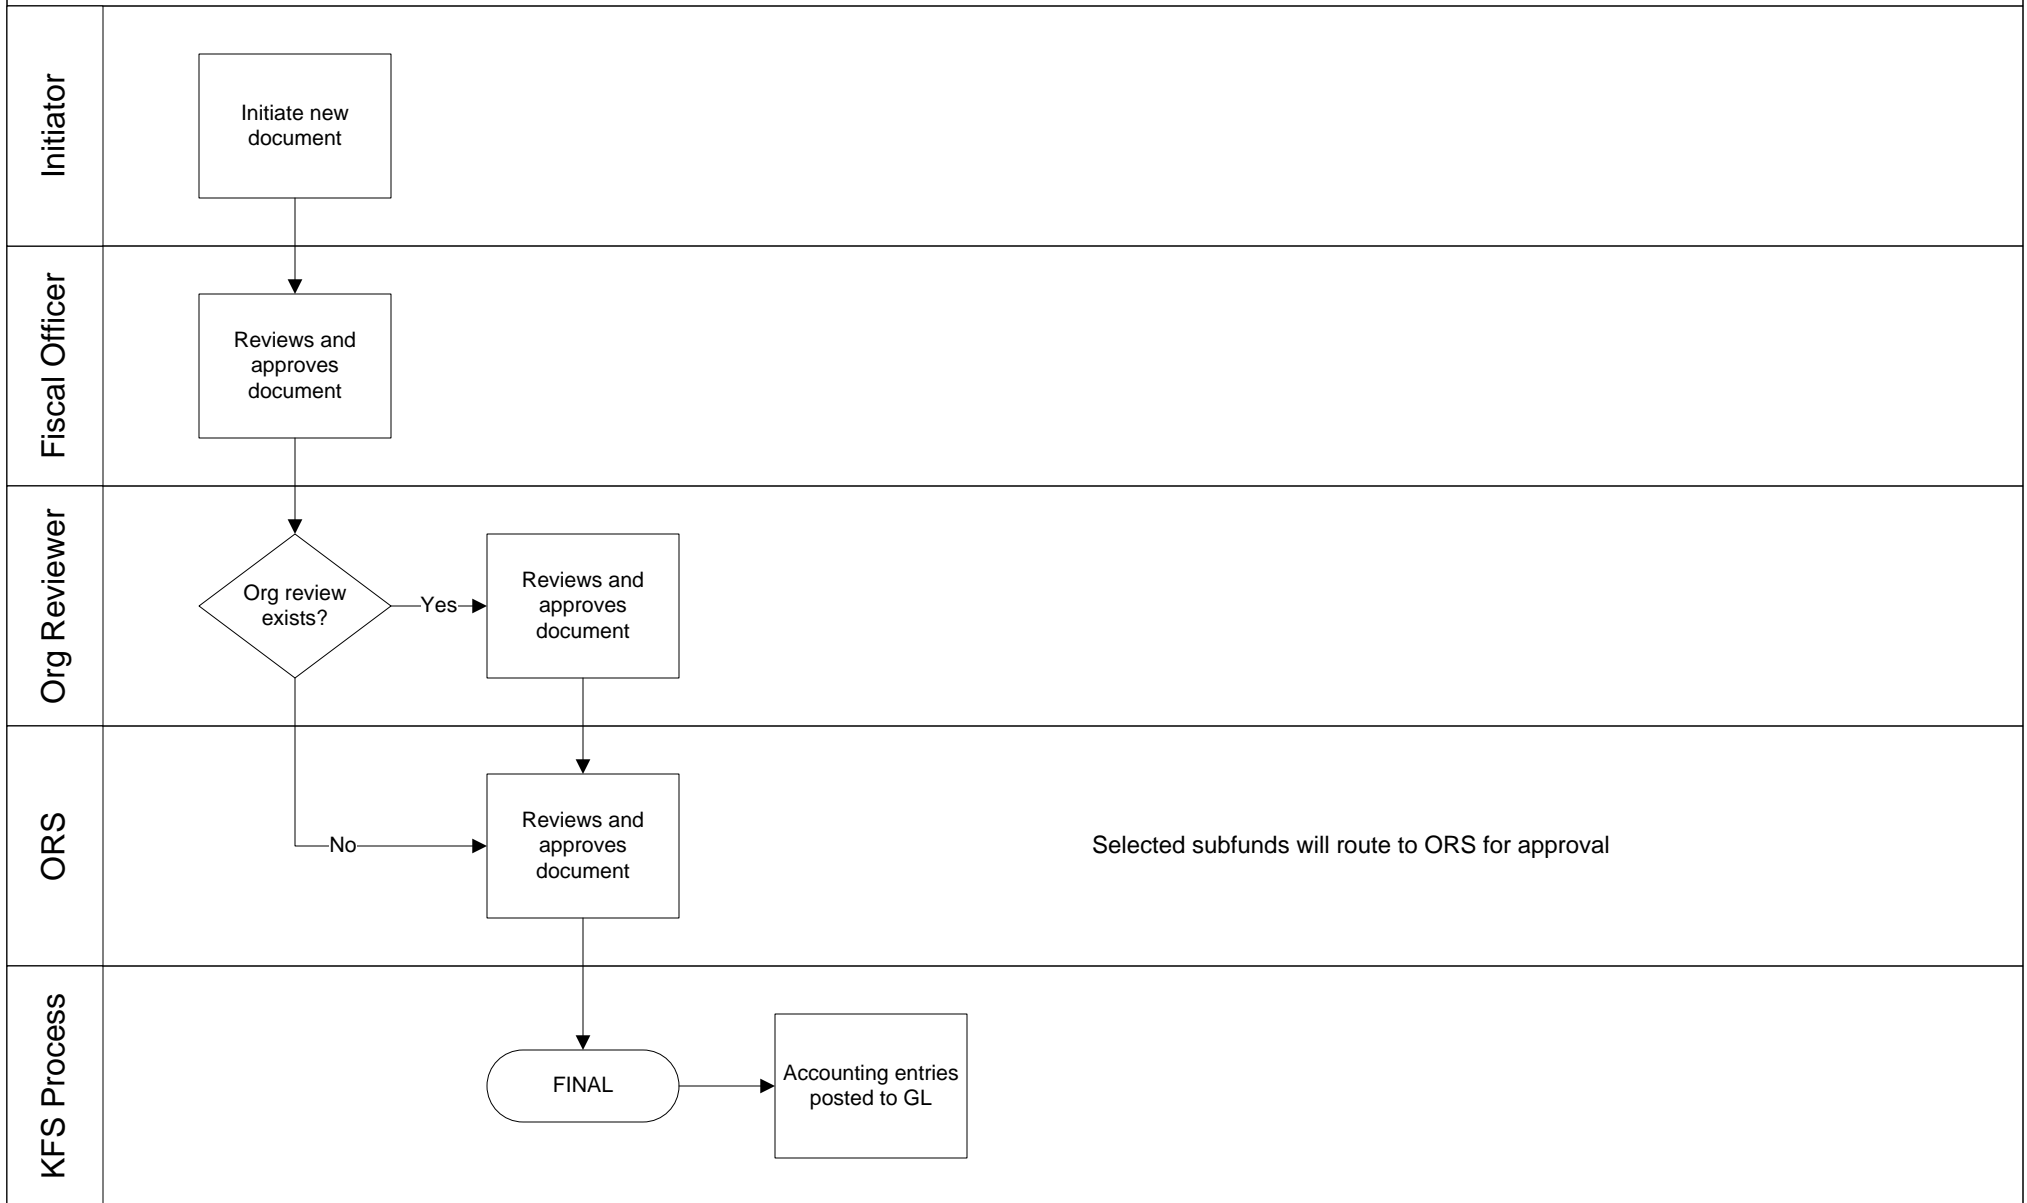 Initiator
Initiate new
document
Fiscal Officer
Reviews and
approves
document
Org Reviewer
Org review
exists?
Yes
Reviews and
approves
document
ORS
No
Reviews and
approves
document
Selected subfunds will route to ORS for approval
KFS Process
FINAL
Accounting entries
posted to GL